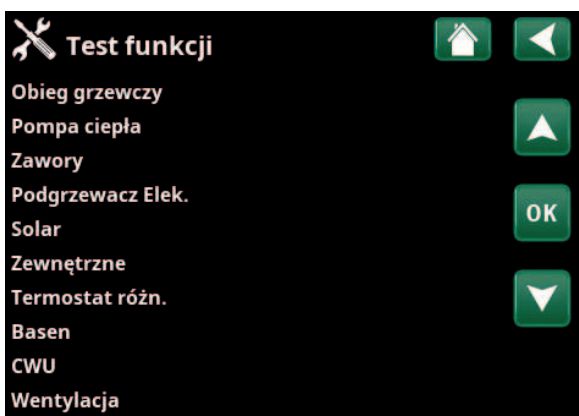 Test funkcji
Obieg grzewczy
Pompa ciepła
Zawory
Podgrzewacz Elek.
OK
Solar
Zewnętrzne
Termostat różn.
Basen
CWU
Wentylacja